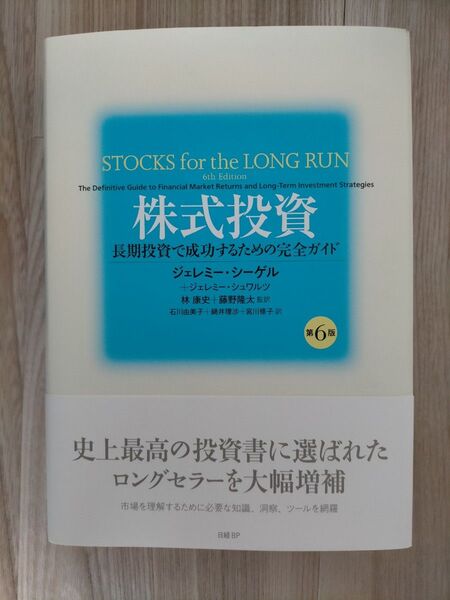 STOCKS for the LONG RUN
6th Edition
The Definitive Guide to Financial Market Returns and Long-Term Investment Strategies
株式投資
長期投資で成功するための完全ガイド
ジェレミー・シーゲル
+ジェレミー・シュワルツ
林 康史+藤野隆太 監訳
石川由美子+鍋井理沙+宮川修子 訳
第6版
史上最高の投資書に選ばれた
ロングセラーを大幅増補
市場を理解するために必要な知識、洞察、ツールを網羅
日経BP